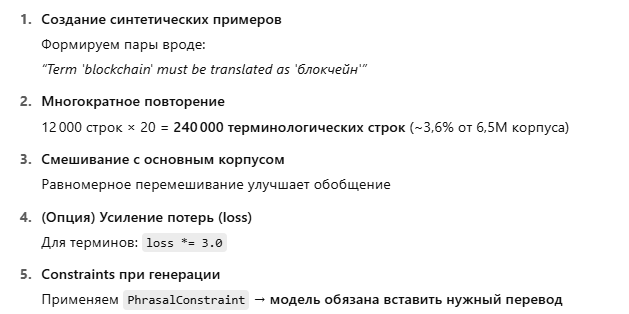 1. Создание синтетических примеров
Формируем пары вроде:
“Term 'blockchain' must be translated as 'блокчейн'”
2. Многократное повторение
12 000 строк × 20 = 240 000 терминологических строк (~3,6% от 6,5M корпуса)
3. Смешивание с основным корпусом
Равномерное перемешивание улучшает обобщение
4. (Опция) Усиление потерь (loss)
Для терминов: loss *= 3.0
5. Constraints при генерации
Применяем PhrasalConstraint → модель обязана вставить нужный перевод